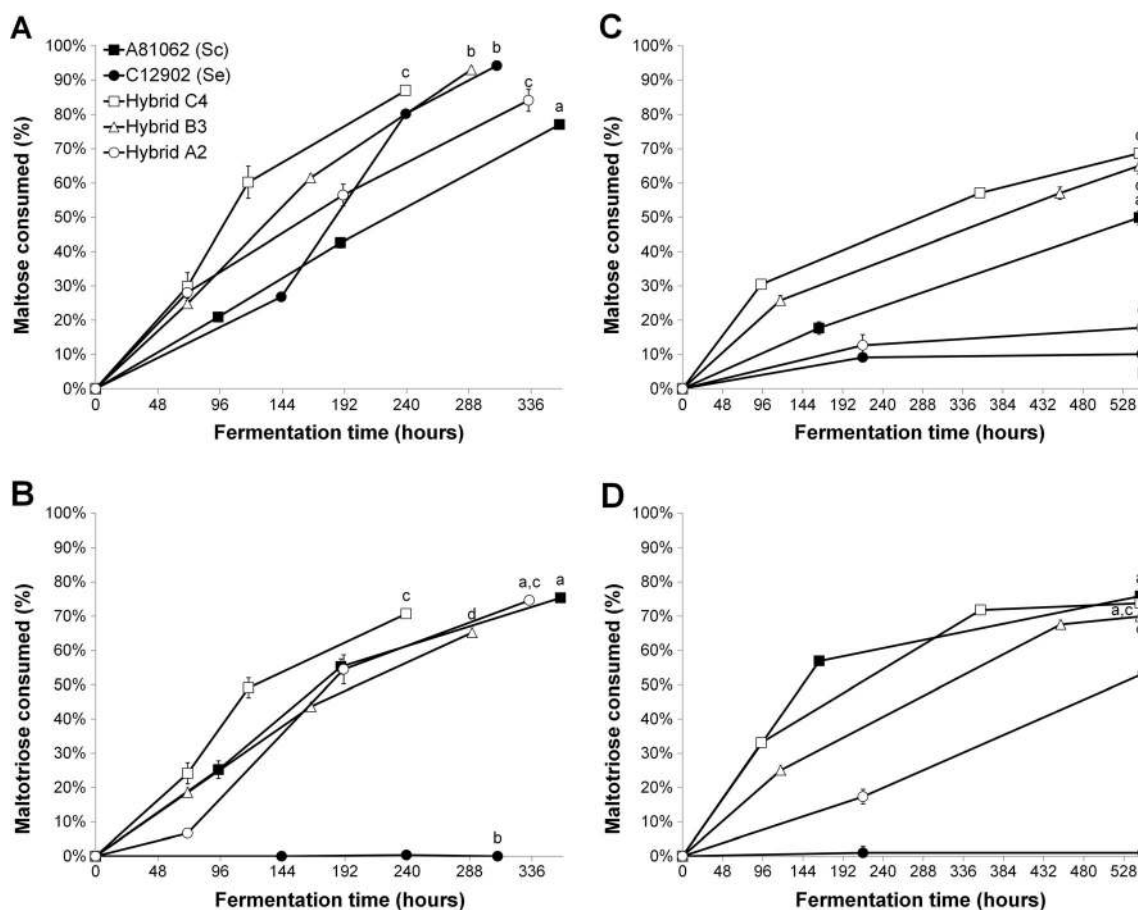 A
100%
90%
80%
70%
60%
50%
40%
30%
20%
10%
0%
Maltose consumed (%)
A81062 (Sc)
C12902 (Se)
Hybrid C4
Hybrid B3
Hybrid A2
c
b
b
c
a
0 48 96 144 192 240 288 336
Fermentation time (hours)
C
100%
90%
80%
70%
60%
50%
40%
30%
20%
10%
0%
Maltose consumed (%)
0 48 96 144 192 240 288 336 384 432 480 528
Fermentation time (hours)
B
100%
90%
80%
70%
60%
50%
40%
30%
20%
10%
0%
Maltotriose consumed (%)
c
d
a,c
a
b
0 48 96 144 192 240 288 336
Fermentation time (hours)
D
100%
90%
80%
70%
60%
50%
40%
30%
20%
10%
0%
Maltotriose consumed (%)
a,c
0 48 96 144 192 240 288 336 384 432 480 528
Fermentation time (hours)